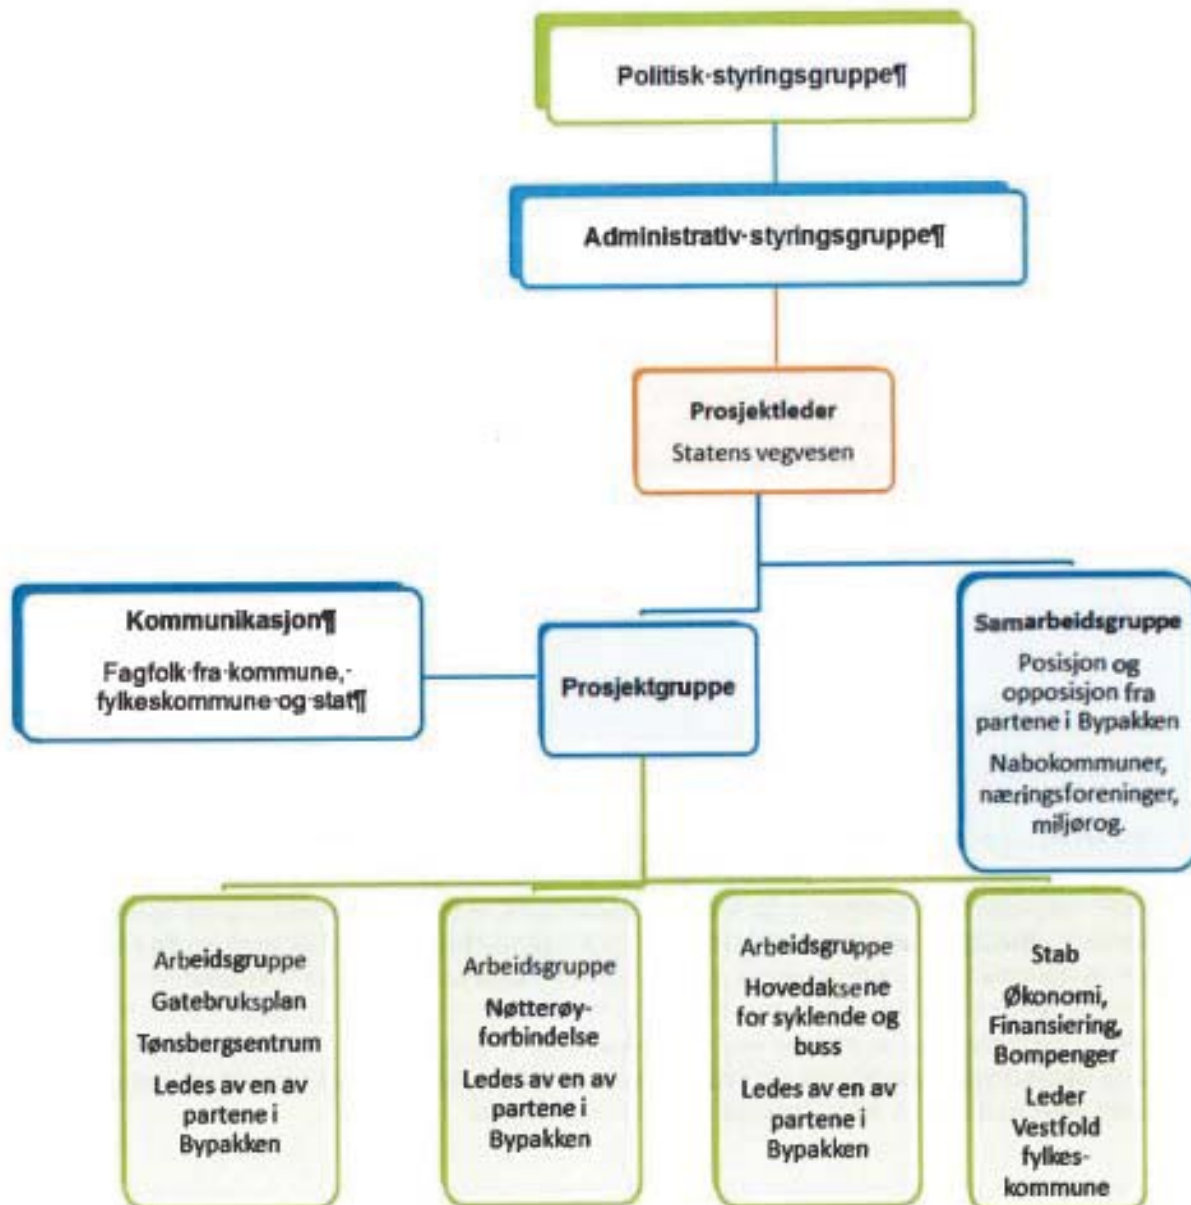 Politisk·styringsgruppe¶
Administrativ·styringsgruppe¶
Prosjektleder
Statens vegvesen
Kommunikasjon¶
Fagfolk·fra·kommune,·
fylkeskommune·og·stat¶
Prosjektgruppe
Samarbeidsgruppe
Posisjon og
opposisjon fra
partene i Bypakken
Nabokommuner,
næringsforeninger,
miljørog.
Arbeidsgruppe
Gatebruksplan
Tønsbergsentrum
Ledes av en av
partene i
Bypakken
Arbeidsgruppe
Nøtterøy-
forbindelse
Ledes av en av
partene i
Bypakken
Arbeidsgruppe
Hovedaksene
for syklende og
buss
Ledes av en av
partene i
Bypakken
Stab
Økonomi,
Finansiering,
Bompenger
Leder
Vestfold
fylkes-
kommune